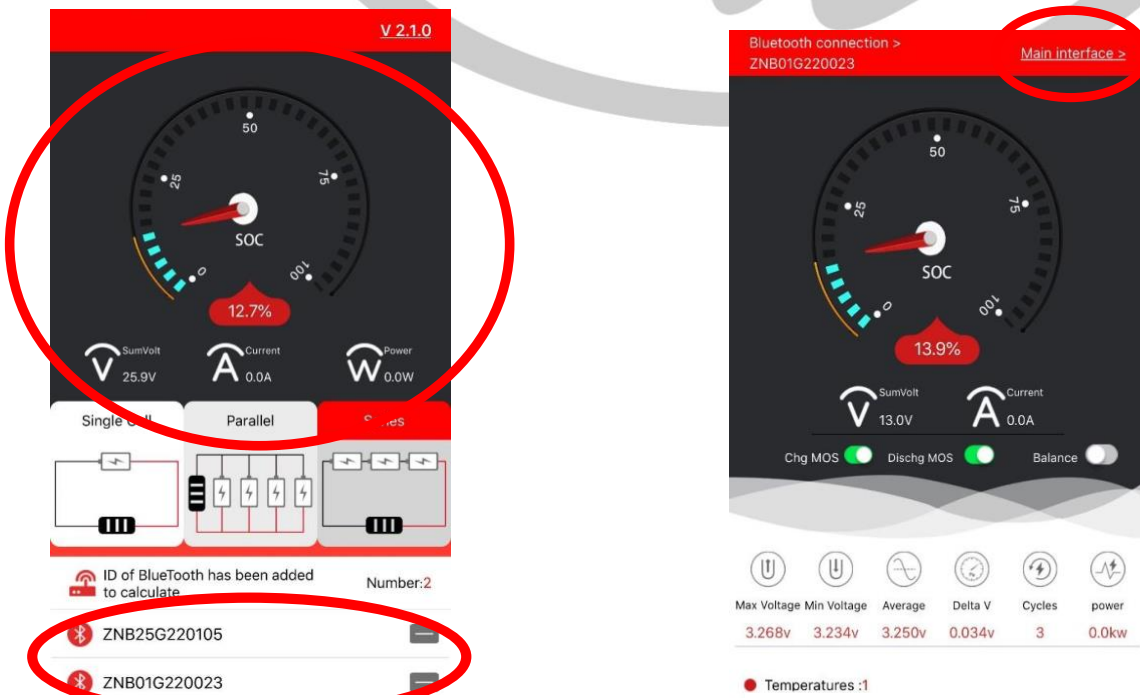 V 2.1.0
50
25
75
SOC
0
100
12.7%
SumVolt
V 25.9V
Current
A 0.0A
Power
W 0.0W
Single
Parallel
ID of BlueTooth has been added
to calculate
Number:2
ZNB25G220105
ZNB01G220023
Bluetooth connection >
ZNB01G220023
Main interface >
50
25
75
SOC
0
100
13.9%
SumVolt
V 13.0V
Current
A 0.0A
Chg MOS
Dischg MOS
Balance
Max Voltage Min Voltage Average Delta V Cycles power
3.268v 3.234v 3.250v 0.034v 3 0.0kw
Temperatures :1